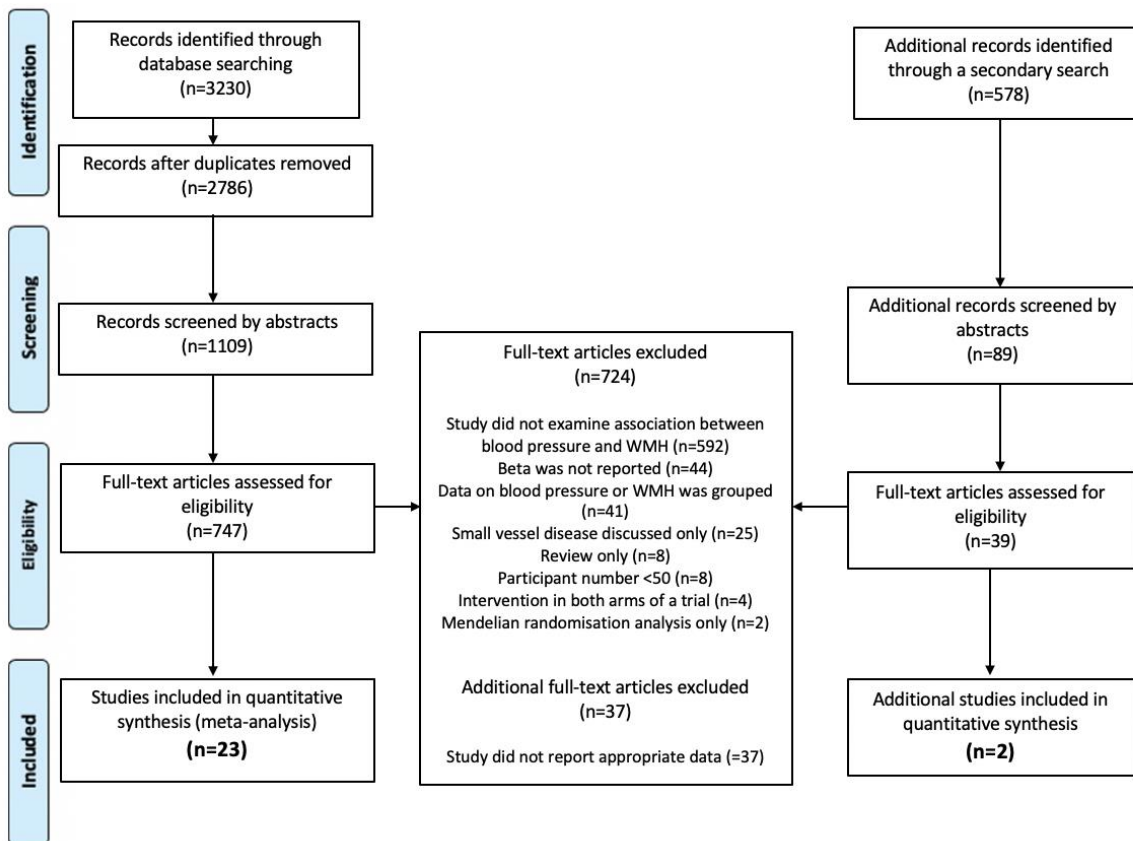 Identification
Records identified through
database searching
(n=3230)
Additional records identified
through a secondary search
(n=578)
Records after duplicates removed
(n=2786)
Screening
Records screened by abstracts
(n=1109)
Additional records screened by
abstracts
(n=89)
Full-text articles excluded
(n=724)
Study did not examine association between
blood pressure and WMH (n=592)
Beta was not reported (n=44)
Data on blood pressure or WMH was grouped
(n=41)
Small vessel disease discussed only (n=25)
Review only (n=8)
Participant number <50 (n=8)
Intervention in both arms of a trial (n=4)
Mendelian randomisation analysis only (n=2)
Additional full-text articles excluded
(n=37)
Study did not report appropriate data (=37)
Eligibility
Full-text articles assessed for
eligibility
(n=747)
Full-text articles assessed for
eligibility
(n=39)
Included
Studies included in quantitative
synthesis (meta-analysis)
(n=23)
Additional studies included in
quantitative synthesis
(n=2)